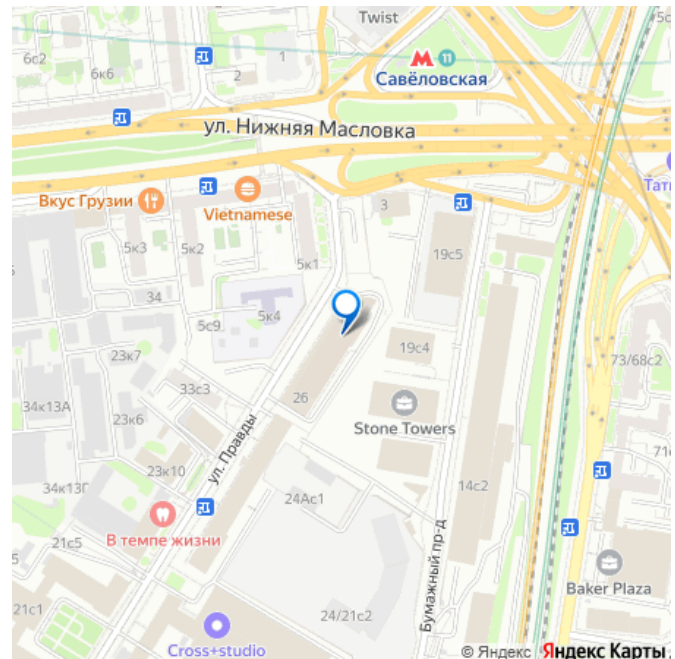 Twist
6с2
6к6
1
2
11
Савёловская
ул. Нижняя Масловка
Вкус Грузии
Vietnamese
3
5к3
5к2
5к1
19с5
34
5с9
5к4
23к7
19с4
73/68с2
33с3
34к13А
23к6
26
Stone Towers
ул. Правды
23к10
34к13Г
24Ас1
14с2
В темпе жизни
21с5
Бумажный пр-д
Baker Plaza
21с1
24/21с2
Cross+studio
© Яндекс Яндекс Карты